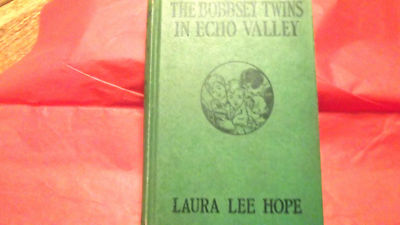 THE BOBBSEY TWINS
IN ECHO VALLEY
LAURA LEE HOPE